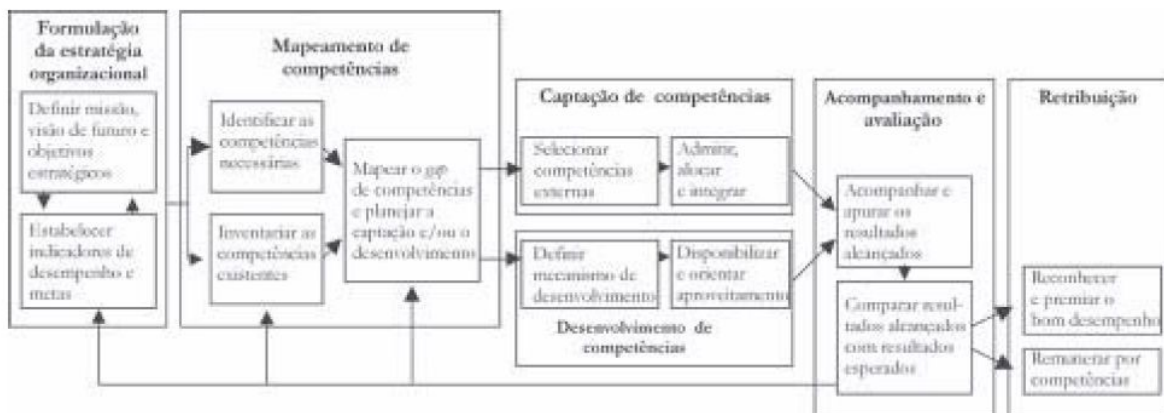 Formulação
da estratégia
organizacional
Definir missão,
visão de futuro e
objetivos
estratégicos
Estabelecer
indicadores de
desempenho e
metas
Mapeamento de
competências
Identificar as
competências
necessárias
Inventariar as
competências
existentes
Mapear o gap
de competências
e planejar a
captação e/ou o
desenvolvimento
Captação de competências
Selecionar
competências
externas
Admitir,
alocar
e integrar
Definir
mecanismo de
desenvolvimento
Disponibilizar
e orientar
aproveitamento
Desenvolvimento de
competências
Acompanhamento e
avaliação
Acompanhar e
apurar os
resultados
alcançados
Comparar resul-
tados alcançados
com resultados
esperados
Retribuição
Reconhecer
e premiar o
bom desempenho
Remunerar por
competências